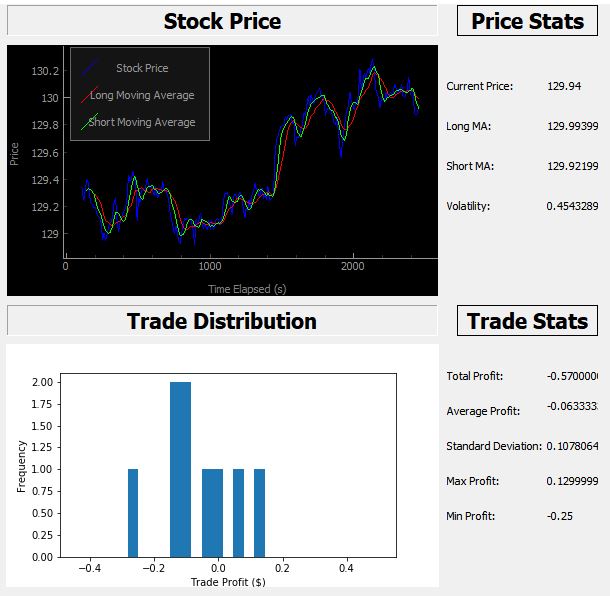 Stock Price
Price Stats
Stock Price
Long Moving Average
Short Moving Average
130.2
130
129.8
129.6
129.4
129.2
129
Price
0
1000
2000
Time Elapsed (s)
Current Price: 129.94
Long MA: 129.99399
Short MA: 129.92199
Volatility: 0.4543289
Trade Distribution
Trade Stats
2.00
1.75
1.50
1.25
1.00
0.75
0.50
0.25
0.00
Frequency
−0.4
−0.2
0.0
0.2
0.4
Trade Profit ($)
Total Profit: -0.5700000
Average Profit: -0.0633333
Standard Deviation: 0.1078064
Max Profit: 0.1299999
Min Profit: -0.25